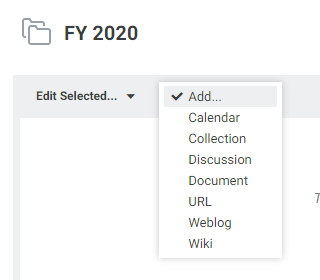 FY 2020
Edit Selected...
Add...
Calendar
Collection
Discussion
Document
URL
Weblog
Wiki